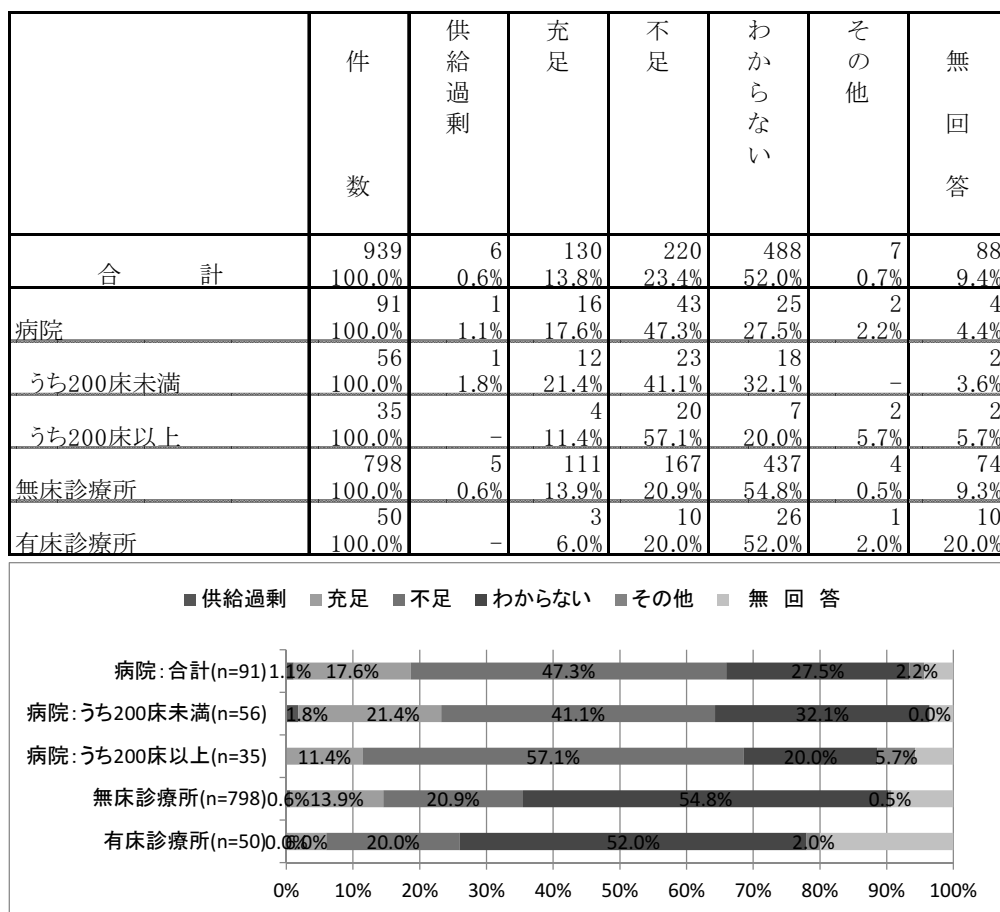 件数 供給過剰 充足 不足 わからない その他 無回答
939 6 130 220 488 7 88
合計 100.0% 0.6% 13.8% 23.4% 52.0% 0.7% 9.4%
91 1 16 43 25 2 4
病院 100.0% 1.1% 17.6% 47.3% 27.5% 2.2% 4.4%
56 1 12 23 18 2
うち200床未満 100.0% 1.8% 21.4% 41.1% 32.1% － 3.6%
35 4 20 7 2 2
うち200床以上 100.0% － 11.4% 57.1% 20.0% 5.7% 5.7%
798 5 111 167 437 4 74
無床診療所 100.0% 0.6% 13.9% 20.9% 54.8% 0.5% 9.3%
50 3 10 26 1 10
有床診療所 100.0% － 6.0% 20.0% 52.0% 2.0% 20.0%
■供給過剰 ■充足 ■不足 ■わからない ■その他 ■ 無 回 答
病院：合計(n=91) 1.1% 17.6% 47.3% 27.5% 2.2%
病院：うち200床未満(n=56) 1.8% 21.4% 41.1% 32.1% 0.0%
病院：うち200床以上(n=35) 11.4% 57.1% 20.0% 5.7%
無床診療所(n=798) 0.6% 13.9% 20.9% 54.8% 0.5%
有床診療所(n=50) 0.0% 6.0% 20.0% 52.0% 2.0%
0% 10% 20% 30% 40% 50% 60% 70% 80% 90% 100%